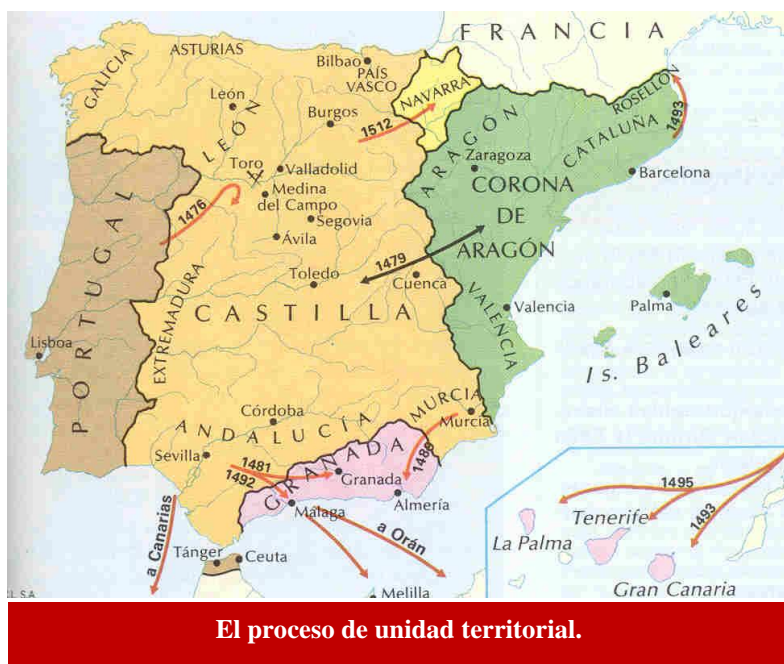 FRANCIA
ASTURIAS
GALICIA
Bilbao
PAÍS
VASCO
NAVARRA
León
Burgos
1512
ROSELLÓN
1493
LEÓN
ARAGÓN
CATALUÑA
Toro
Valladolid
Zaragoza
Barcelona
Medina
del Campo
CORONA
DE
ARAGÓN
PORTUGAL
1476
Segovia
Ávila
1479
Toledo
Cuenca
EXTREMADURA
CASTILLA
VALENCIA
Valencia
Palma
Is. Baleares
Lisboa
Córdoba
ANDALUCÍA
MURCIA
Murcia
Sevilla
1481
1492
GRANADA
Granada
Málaga
Almería
a Canarias
a Orán
Tánger
Ceuta
Melilla
1495
1493
La Palma
Tenerife
Gran Canaria
El proceso de unidad territorial.